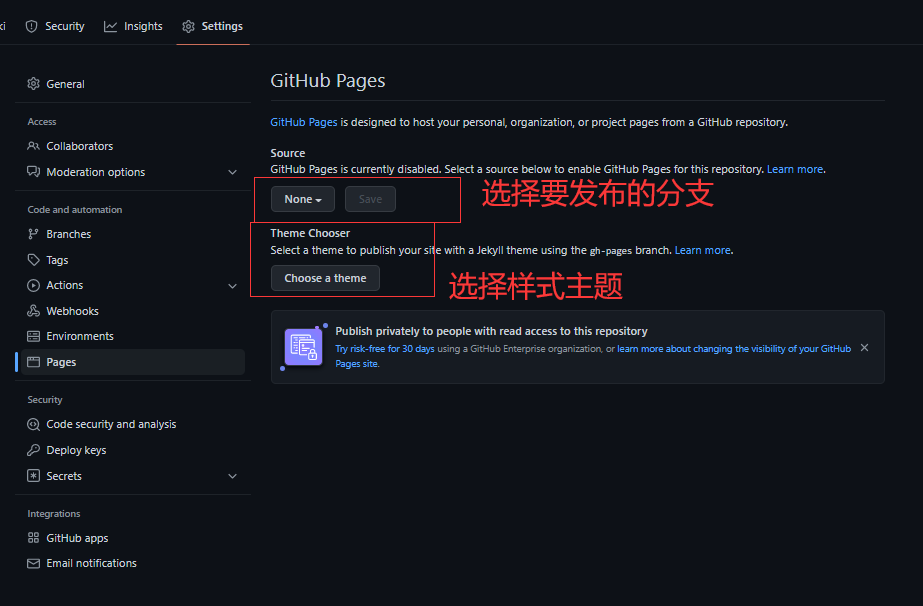 ki Security Insights Settings
General
Access
Collaborators
Moderation options
Code and automation
Branches
Tags
Actions
Webhooks
Environments
Pages
Security
Code security and analysis
Deploy keys
Secrets
Integrations
GitHub apps
Email notifications
GitHub Pages
GitHub Pages is designed to host your personal, organization, or project pages from a GitHub repository.
Source
GitHub Pages is currently disabled. Select a source below to enable GitHub Pages for this repository. Learn more.
None Save
选择要发布的分支
Theme Chooser
Select a theme to publish your site with a Jekyll theme using the gh-pages branch. Learn more.
Choose a theme
选择样式主题
Publish privately to people with read access to this repository
Try risk-free for 30 days using a GitHub Enterprise organization, or learn more about changing the visibility of your GitHub
Pages site.